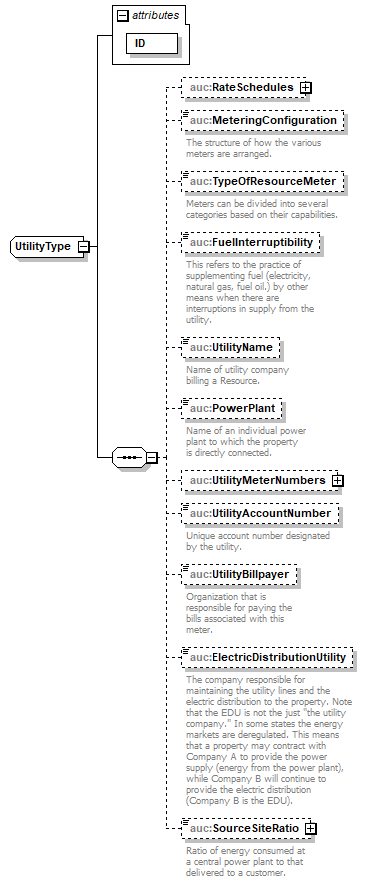 attributes
ID
auc:RateSchedules
auc:MeteringConfiguration
The structure of how the various
meters are arranged.
auc:TypeOfResourceMeter
Meters can be divided into several
categories based on their capabilities.
UtilityType
auc:FuelInterruptibility
This refers to the practice of
supplementing fuel (electricity,
natural gas, fuel oil.) by other
means when there are
interruptions in supply from the
utility.
auc:UtilityName
Name of utility company
billing a Resource.
auc:PowerPlant
Name of an individual power
plant to which the property
is directly connected.
auc:UtilityMeterNumbers
auc:UtilityAccountNumber
Unique account number designated
by the utility.
auc:UtilityBillpayer
Organization that is
responsible for paying the
bills associated with this
meter.
auc:ElectricDistributionUtility
The company responsible for
maintaining the utility lines and the
electric distribution to the property. Note
that the EDU is not the just "the utility
company." In some states the energy
markets are deregulated. This means
that a property may contract with
Company A to provide the power
supply (energy from the power plant),
while Company B will continue to
provide the electric distribution
(Company B is the EDU).
auc:SourceSiteRatio
Ratio of energy consumed at
a central power plant to that
delivered to a customer.